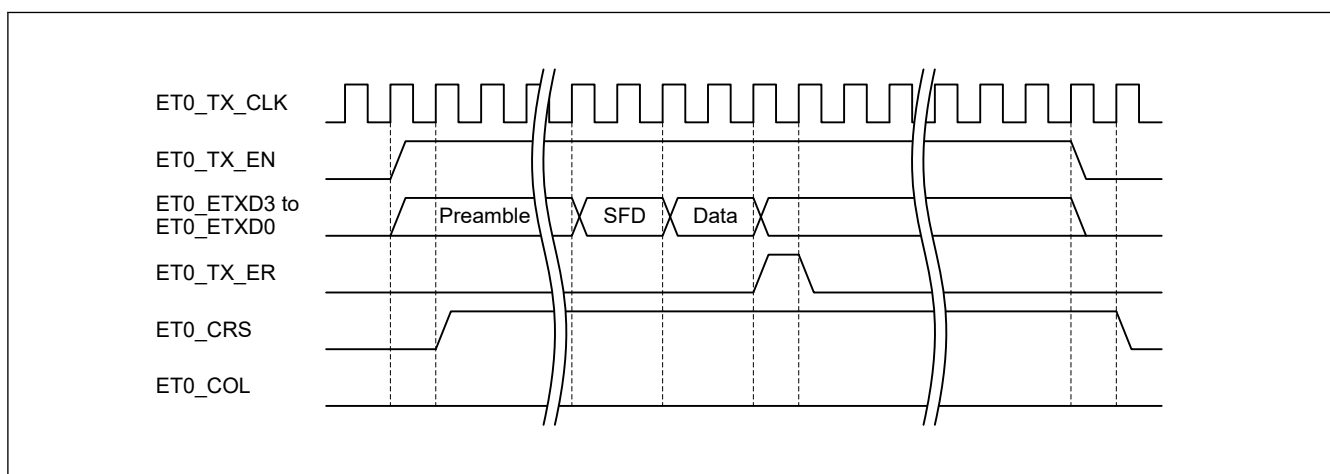 ET0_TX_CLK
ET0_TX_EN
ET0_ETXD3 to
ET0_ETXD0
Preamble
SFD
Data
ET0_TX_ER
ET0_CRS
ET0_COL